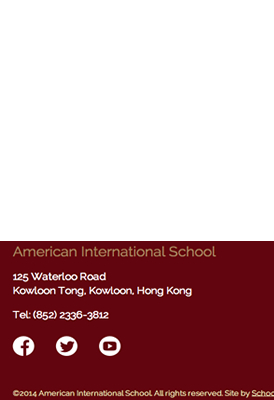 American International School
125 Waterloo Road
Kowloon Tong, Kowloon, Hong Kong
Tel: (852) 2336-3812
©2014 American International School. All rights reserved. Site by